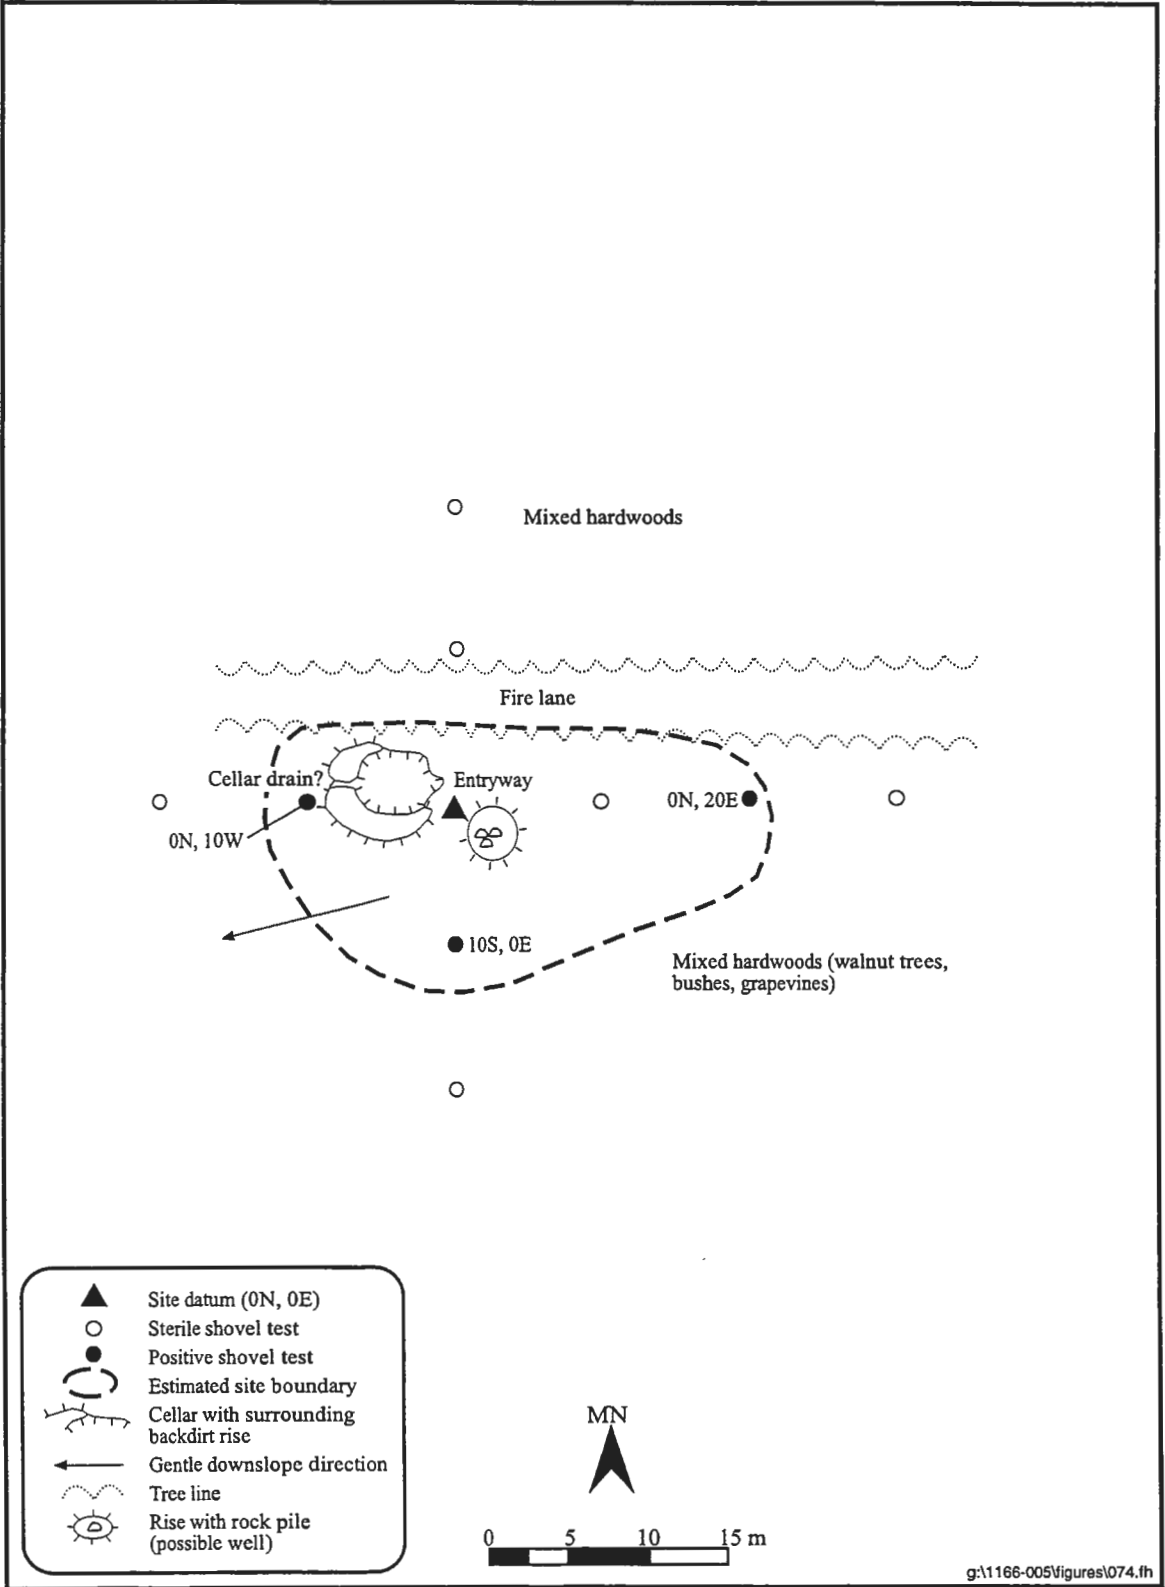 Mixed hardwoods
Fire lane
Cellar drain?
Entryway
0N, 20E
0N, 10W
10S, 0E
Mixed hardwoods (walnut trees,
bushes, grapevines)
Site datum (0N, 0E)
Sterile shovel test
Positive shovel test
Estimated site boundary
Cellar with surrounding
backdirt rise
Gentle downslope direction
Tree line
Rise with rock pile
(possible well)
MN
0 5 10 15 m
g:\1166-005\figures\074.fh